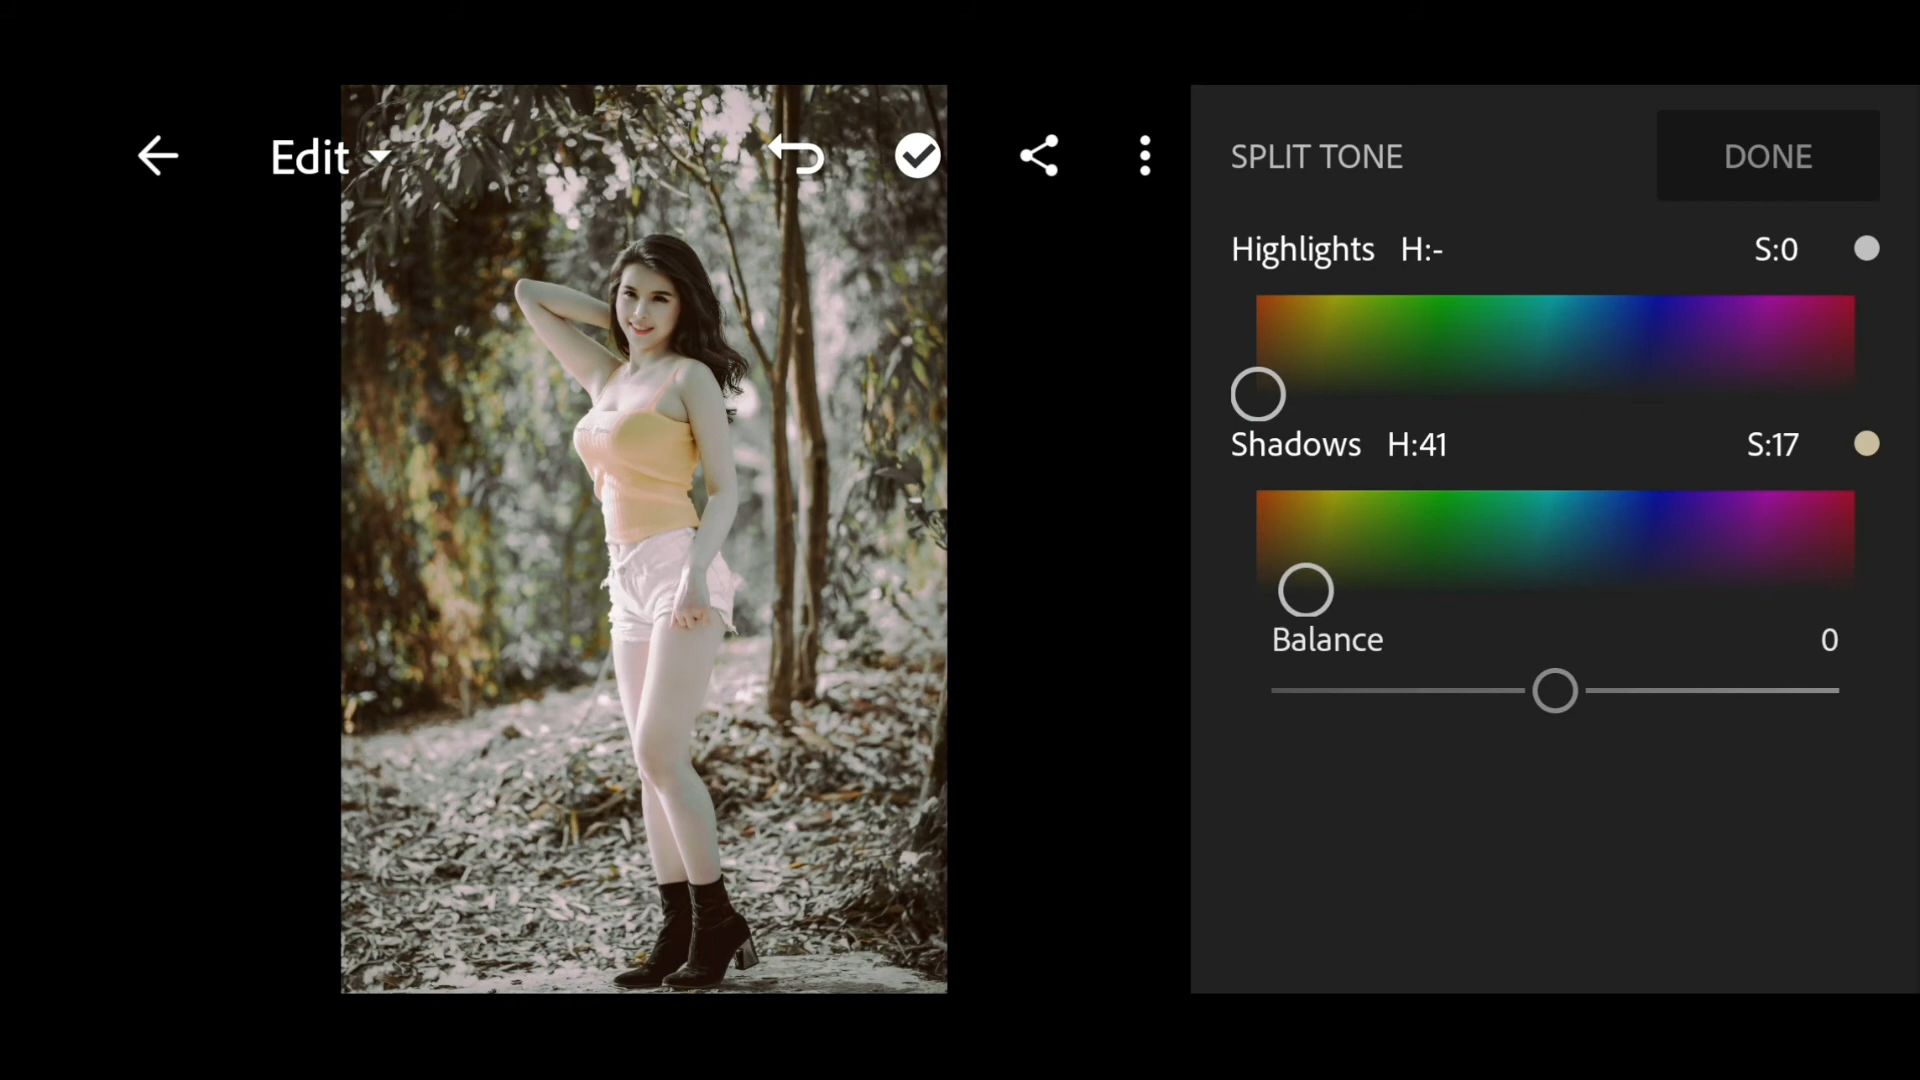 Edit
SPLIT TONE
DONE
Highlights H:- S:0
Shadows H:41 S:17
Balance 0